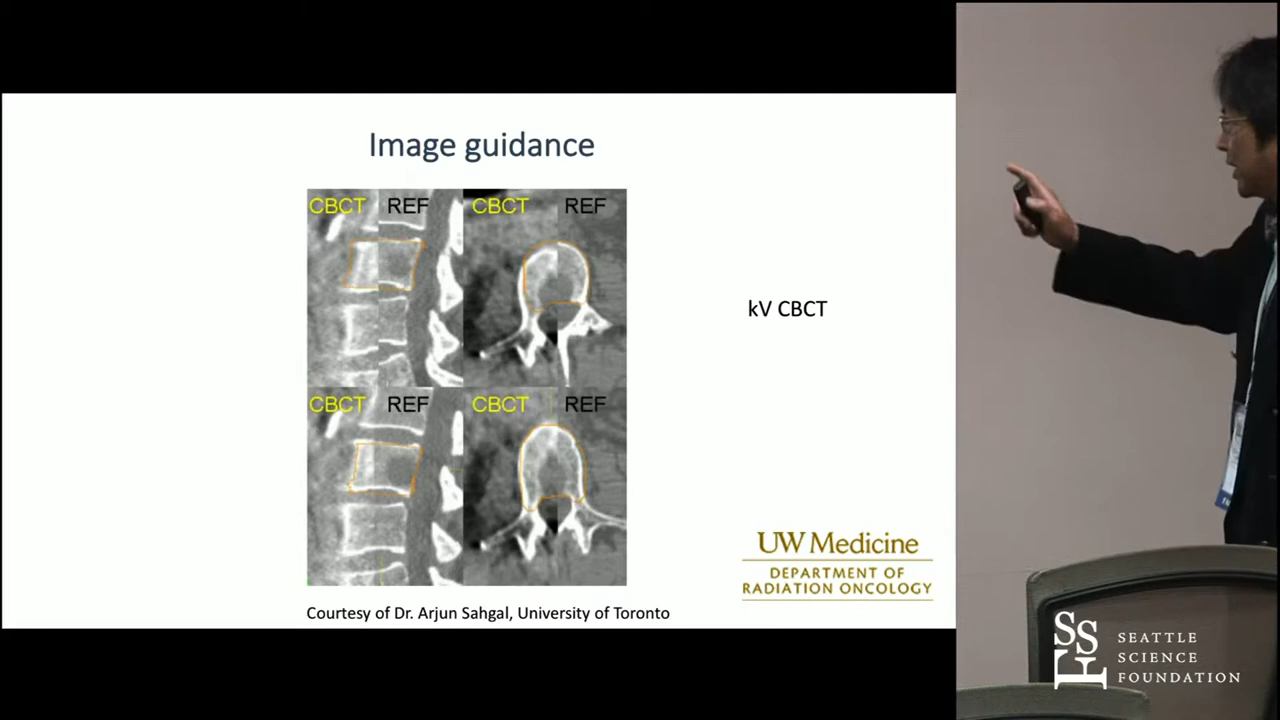 Image guidance
CBCT REF CBCT REF
kV CBCT
CBCT REF CBCT REF
UW Medicine
DEPARTMENT OF
RADIATION ONCOLOGY
Courtesy of Dr. Arjun Sahgal, University of Toronto
SSF
SEATTLE
SCIENCE
FOUNDATION